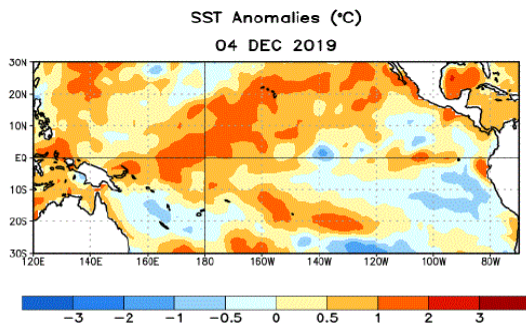 SST Anomalies (°C)
04 DEC 2019
30N
20N
10N
EQ
10S
20S
30S
120E 140E 160E 180 160W 140W 120W 100W 80W
-3 -2 -1 -0.5 0 0.5 1 2 3